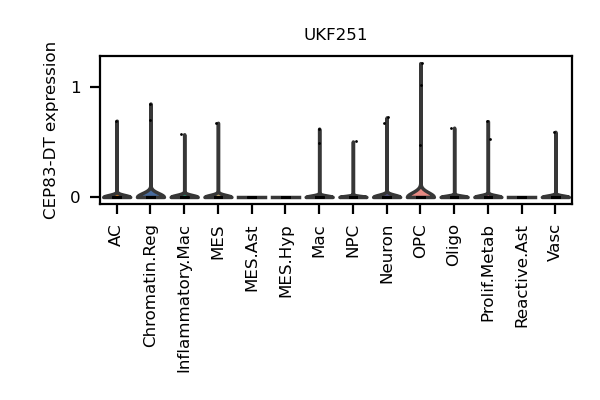 UKF251
CEP83-DT expression
1
0
AC
Chromatin.Reg
Inflammatory.Mac
MES
MES.Ast
MES.Hyp
Mac
NPC
Neuron
OPC
Oligo
Prolif.Metab
Reactive.Ast
Vasc